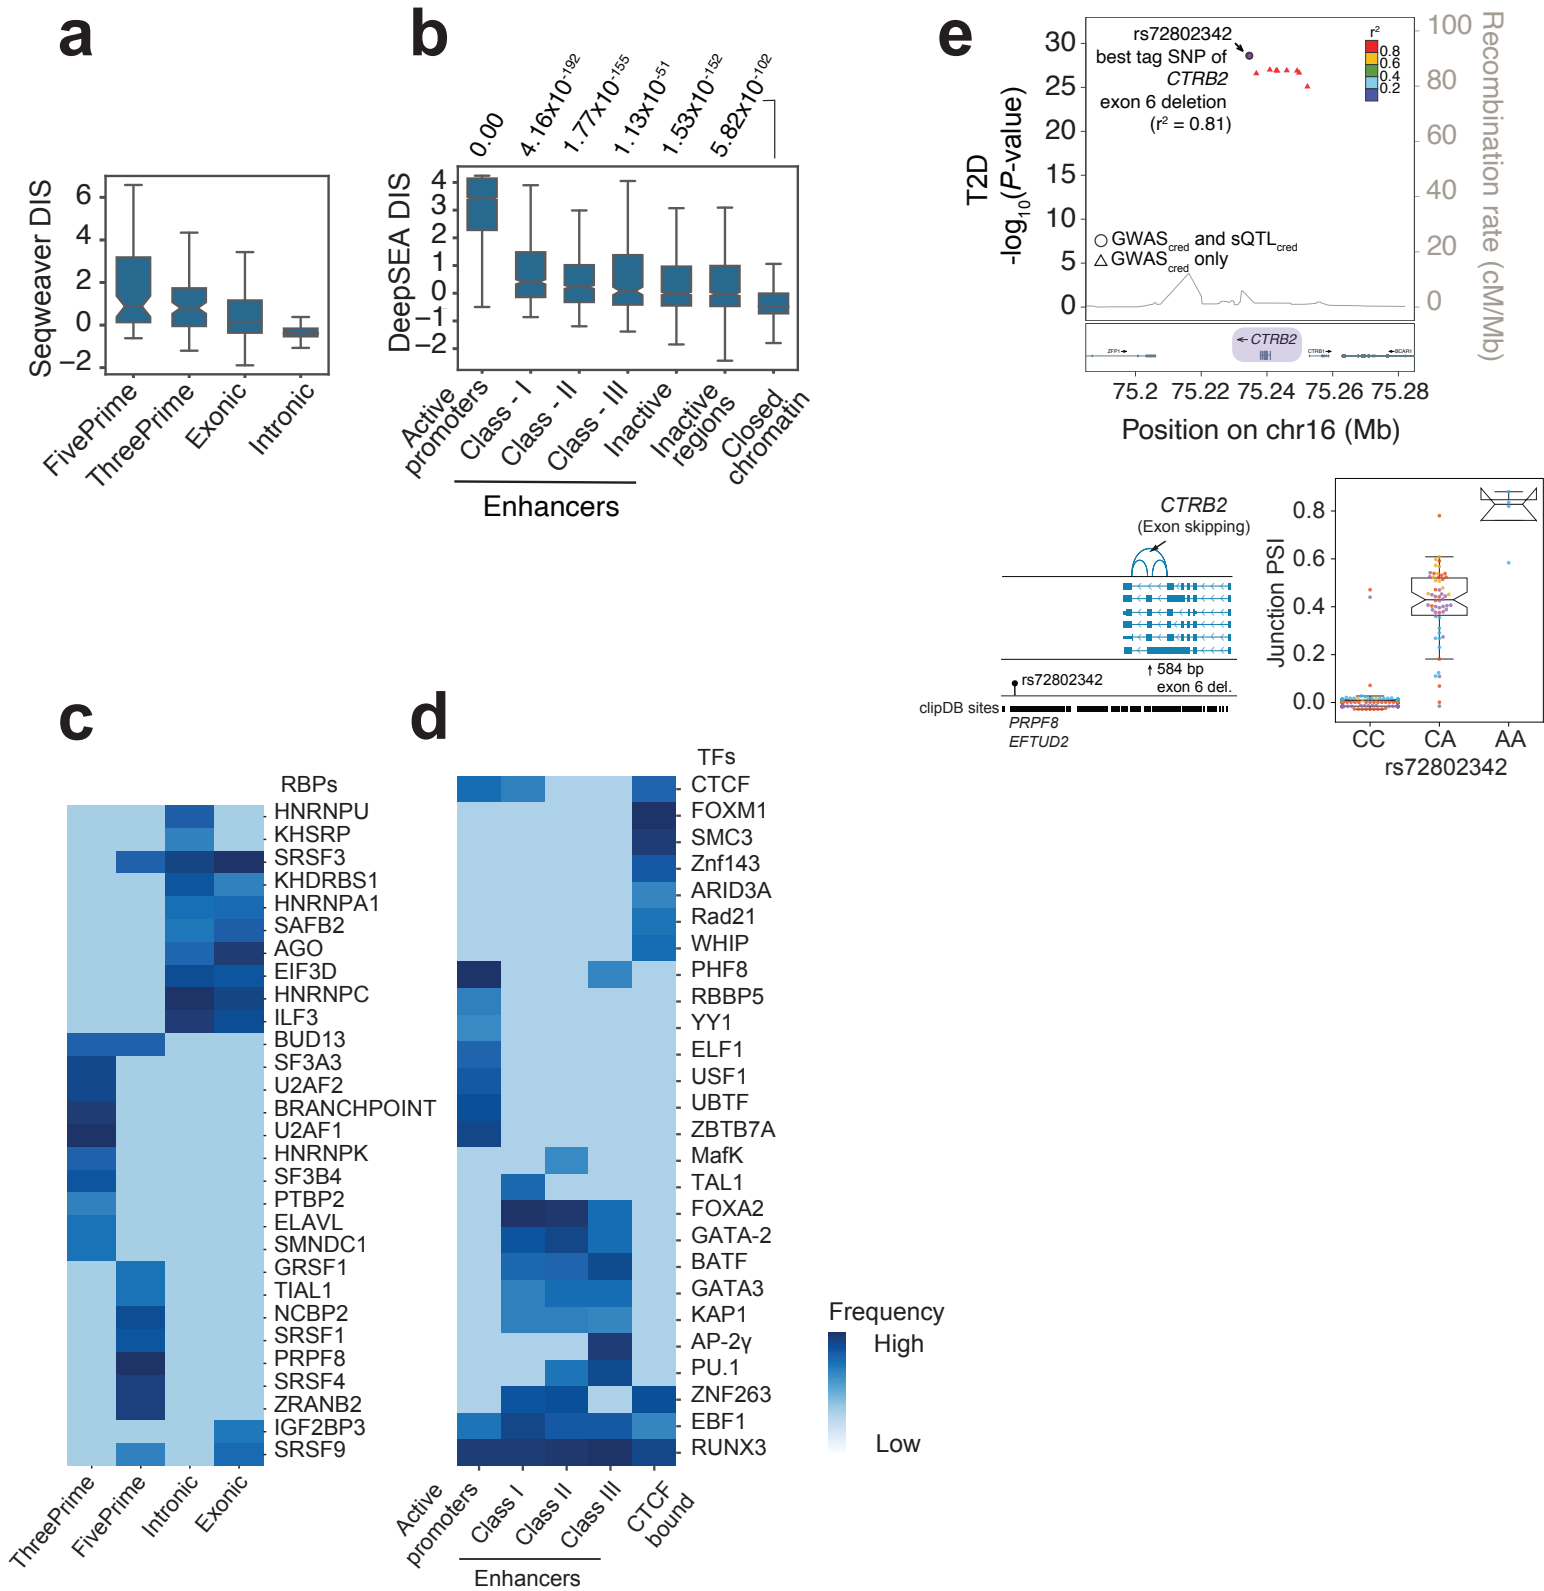 a
Seqweaver DIS
6
4
2
0
−2
FivePrime
ThreePrime
Exonic
Intronic
b
0.00
4.16x10-192
1.77x10-155
1.13x10-51
1.53x10-152
5.82x10-102
DeepSEA DIS
4
3
2
1
0
−1
−2
Active
promoters
Class - I
Class - II
Class - III
Inactive
Inactive
regions
Closed
chromatin
Enhancers
e
rs72802342
best tag SNP of
CTRB2
exon 6 deletion
(r² = 0.81)
r²
0.8
0.6
0.4
0.2
T2D
-log10(P-value)
30
25
20
15
10
5
0
100
80
60
40
20
0
Recombination rate (cM/Mb)
GWAScred and sQTLcred
GWAScred only
ZFP1
CTRB2
CTRB1
BCAR1
75.2
75.22
75.24
75.26
75.28
Position on chr16 (Mb)
CTRB2
(Exon skipping)
584 bp
exon 6 del.
rs72802342
clipDB sites
PRPF8
EFTUD2
Junction PSI
0.8
0.6
0.4
0.2
0.0
CC
CA
AA
rs72802342
c
RBPs
HNRNPU
KHSRP
SRSF3
KHDRBS1
HNRNPA1
SAFB2
AGO
EIF3D
HNRNPC
ILF3
BUD13
SF3A3
U2AF2
BRANCHPOINT
U2AF1
HNRNPK
SF3B4
PTBP2
ELAVL
SMNDC1
GRSF1
TIAL1
NCBP2
SRSF1
PRPF8
SRSF4
ZRANB2
IGF2BP3
SRSF9
ThreePrime
FivePrime
Intronic
Exonic
d
TFs
CTCF
FOXM1
SMC3
Znf143
ARID3A
Rad21
WHIP
PHF8
RBBP5
YY1
ELF1
USF1
UBTF
ZBTB7A
MafK
TAL1
FOXA2
GATA-2
BATF
GATA3
KAP1
AP-2γ
PU.1
ZNF263
EBF1
RUNX3
Active
promoters
Class I
Class II
Class III
CTCF
bound
Enhancers
Frequency
High
Low